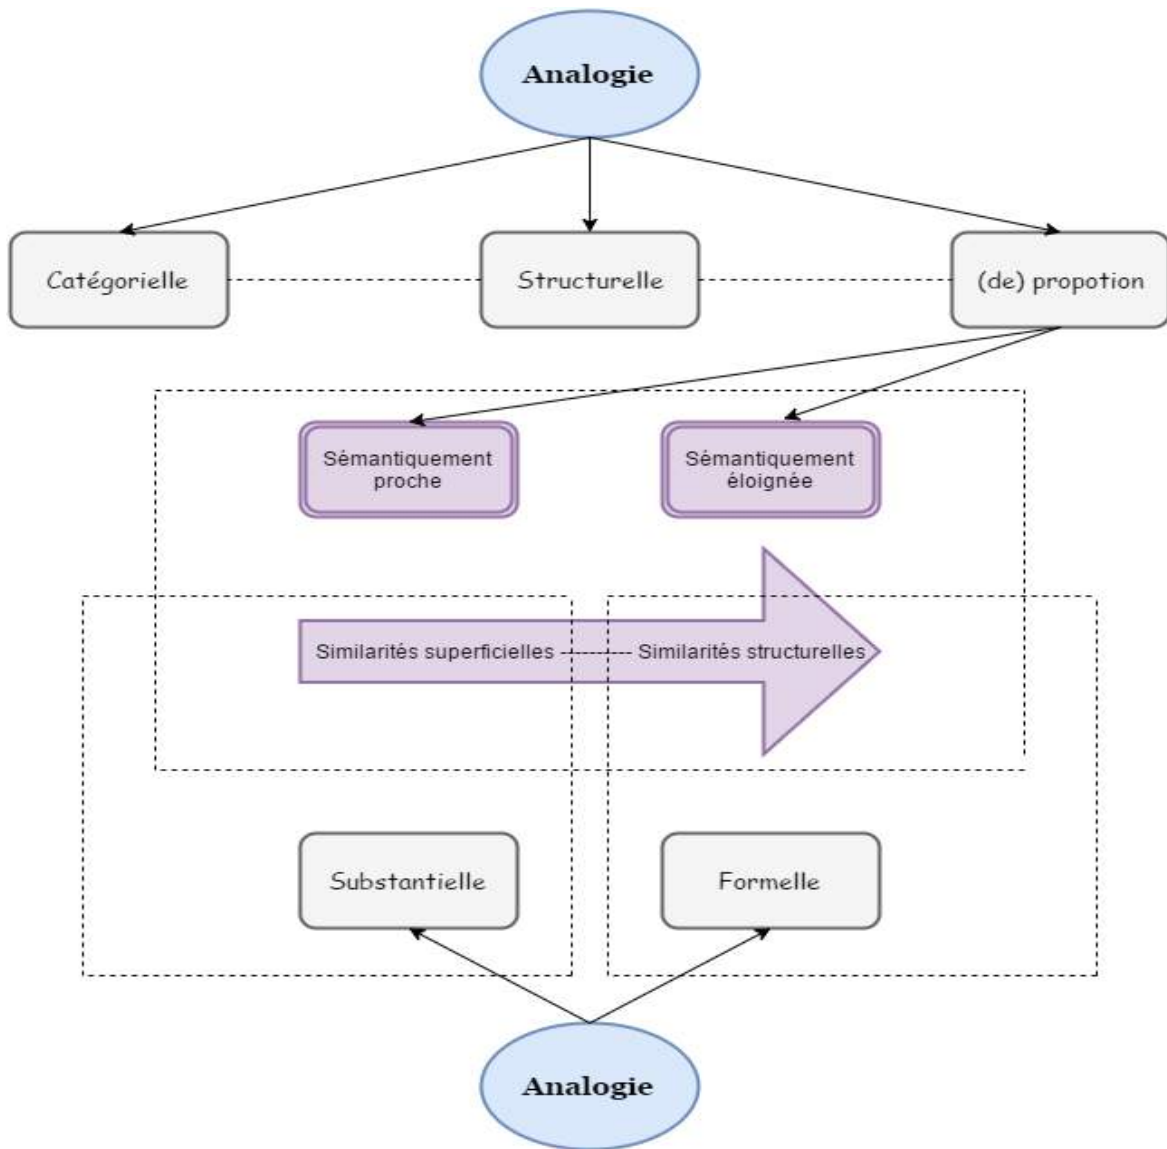 Analogie
Catégorielle
Structurelle
(de) propotion
Sémantiquement
proche
Sémantiquement
éloignée
Similarités superficielles ---------- Similarités structurelles
Substantielle
Formelle
Analogie